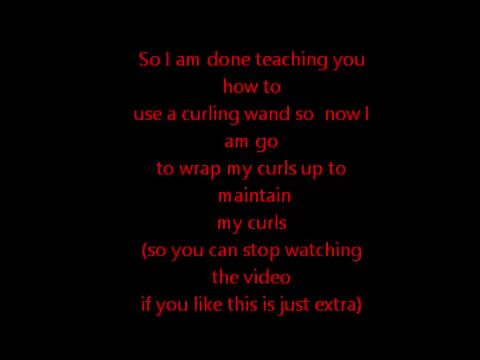 So I am done teaching you
how to
use a curling wand so  now I
am go
to wrap my curls up to
maintain
my curls
(so you can stop watching
the video
if you like this is just extra)